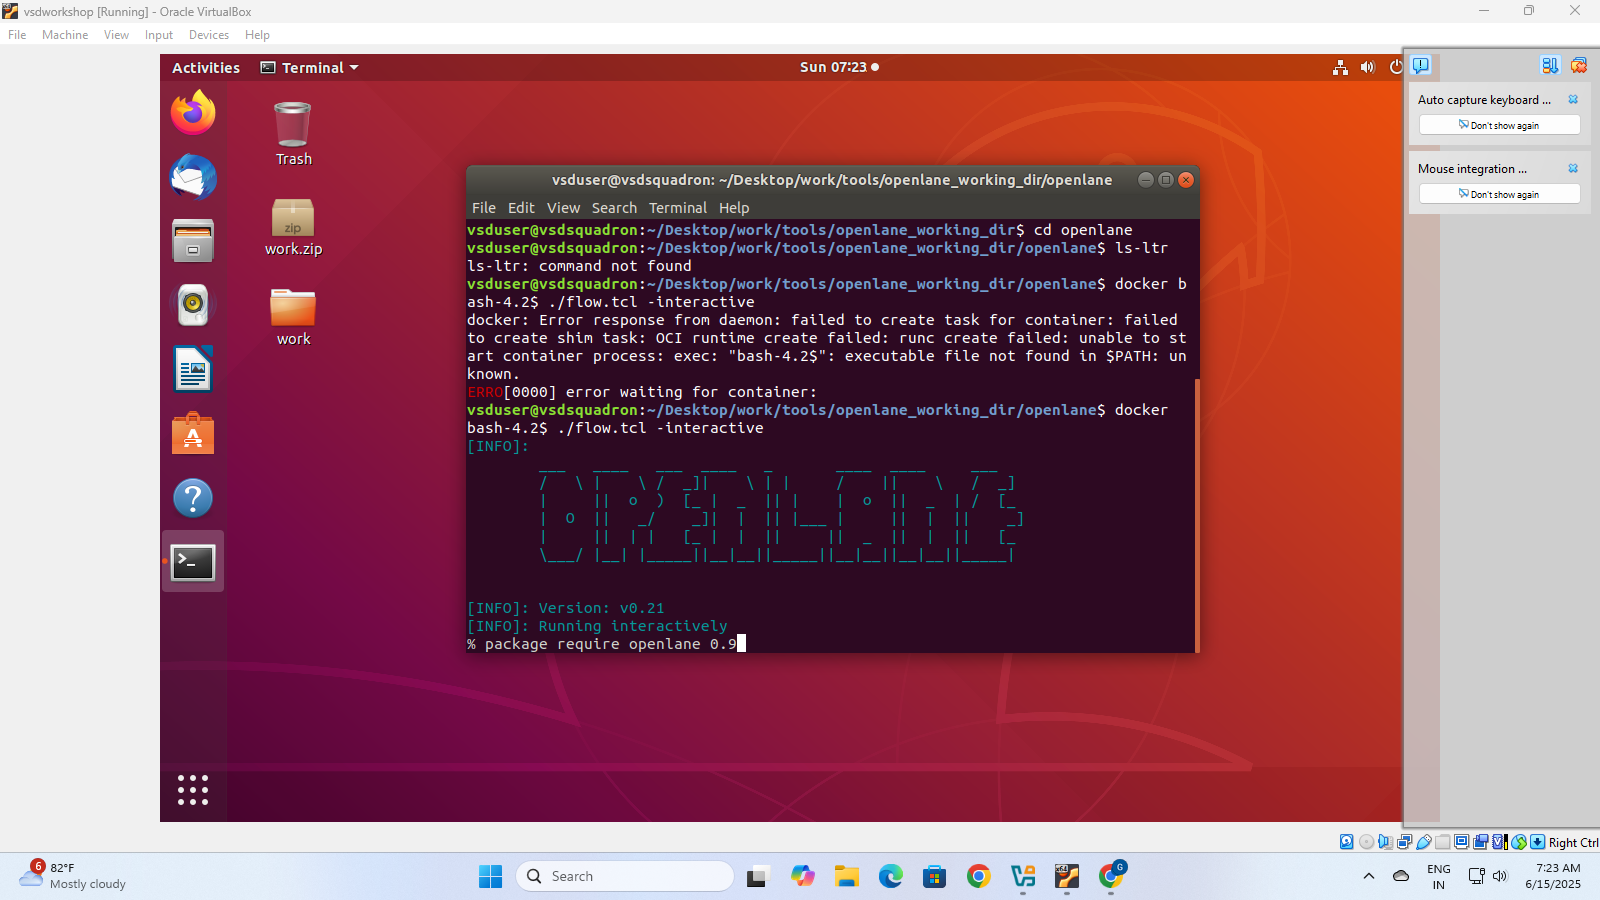 vsdworkshop [Running] - Oracle VirtualBox
File Machine View Input Devices Help
Activities Terminal Sun 07:23
Trash
zip
work.zip
work
vsduser@vsdsquadron: ~/Desktop/work/tools/openlane_working_dir/openlane
File Edit View Search Terminal Help
vsduser@vsdsquadron:~/Desktop/work/tools/openlane_working_dir$ cd openlane
vsduser@vsdsquadron:~/Desktop/work/tools/openlane_working_dir/openlane$ ls-ltr
ls-ltr: command not found
vsduser@vsdsquadron:~/Desktop/work/tools/openlane_working_dir/openlane$ docker b
ash-4.2$ ./flow.tcl -interactive
docker: Error response from daemon: failed to create task for container: failed
to create shim task: OCI runtime create failed: runc create failed: unable to st
art container process: exec: "bash-4.2$": executable file not found in $PATH: un
known.
ERRO[0000] error waiting for container:
vsduser@vsdsquadron:~/Desktop/work/tools/openlane_working_dir/openlane$ docker
bash-4.2$ ./flow.tcl -interactive
[INFO]:
OPENLANE
[INFO]: Version: v0.21
[INFO]: Running interactively
% package require openlane 0.9
Auto capture keyboard ...
Don't show again
Mouse integration ...
Don't show again
Right Ctrl
6
82°F
Mostly cloudy
Search
G
ENG
IN
7:23 AM
6/15/2025